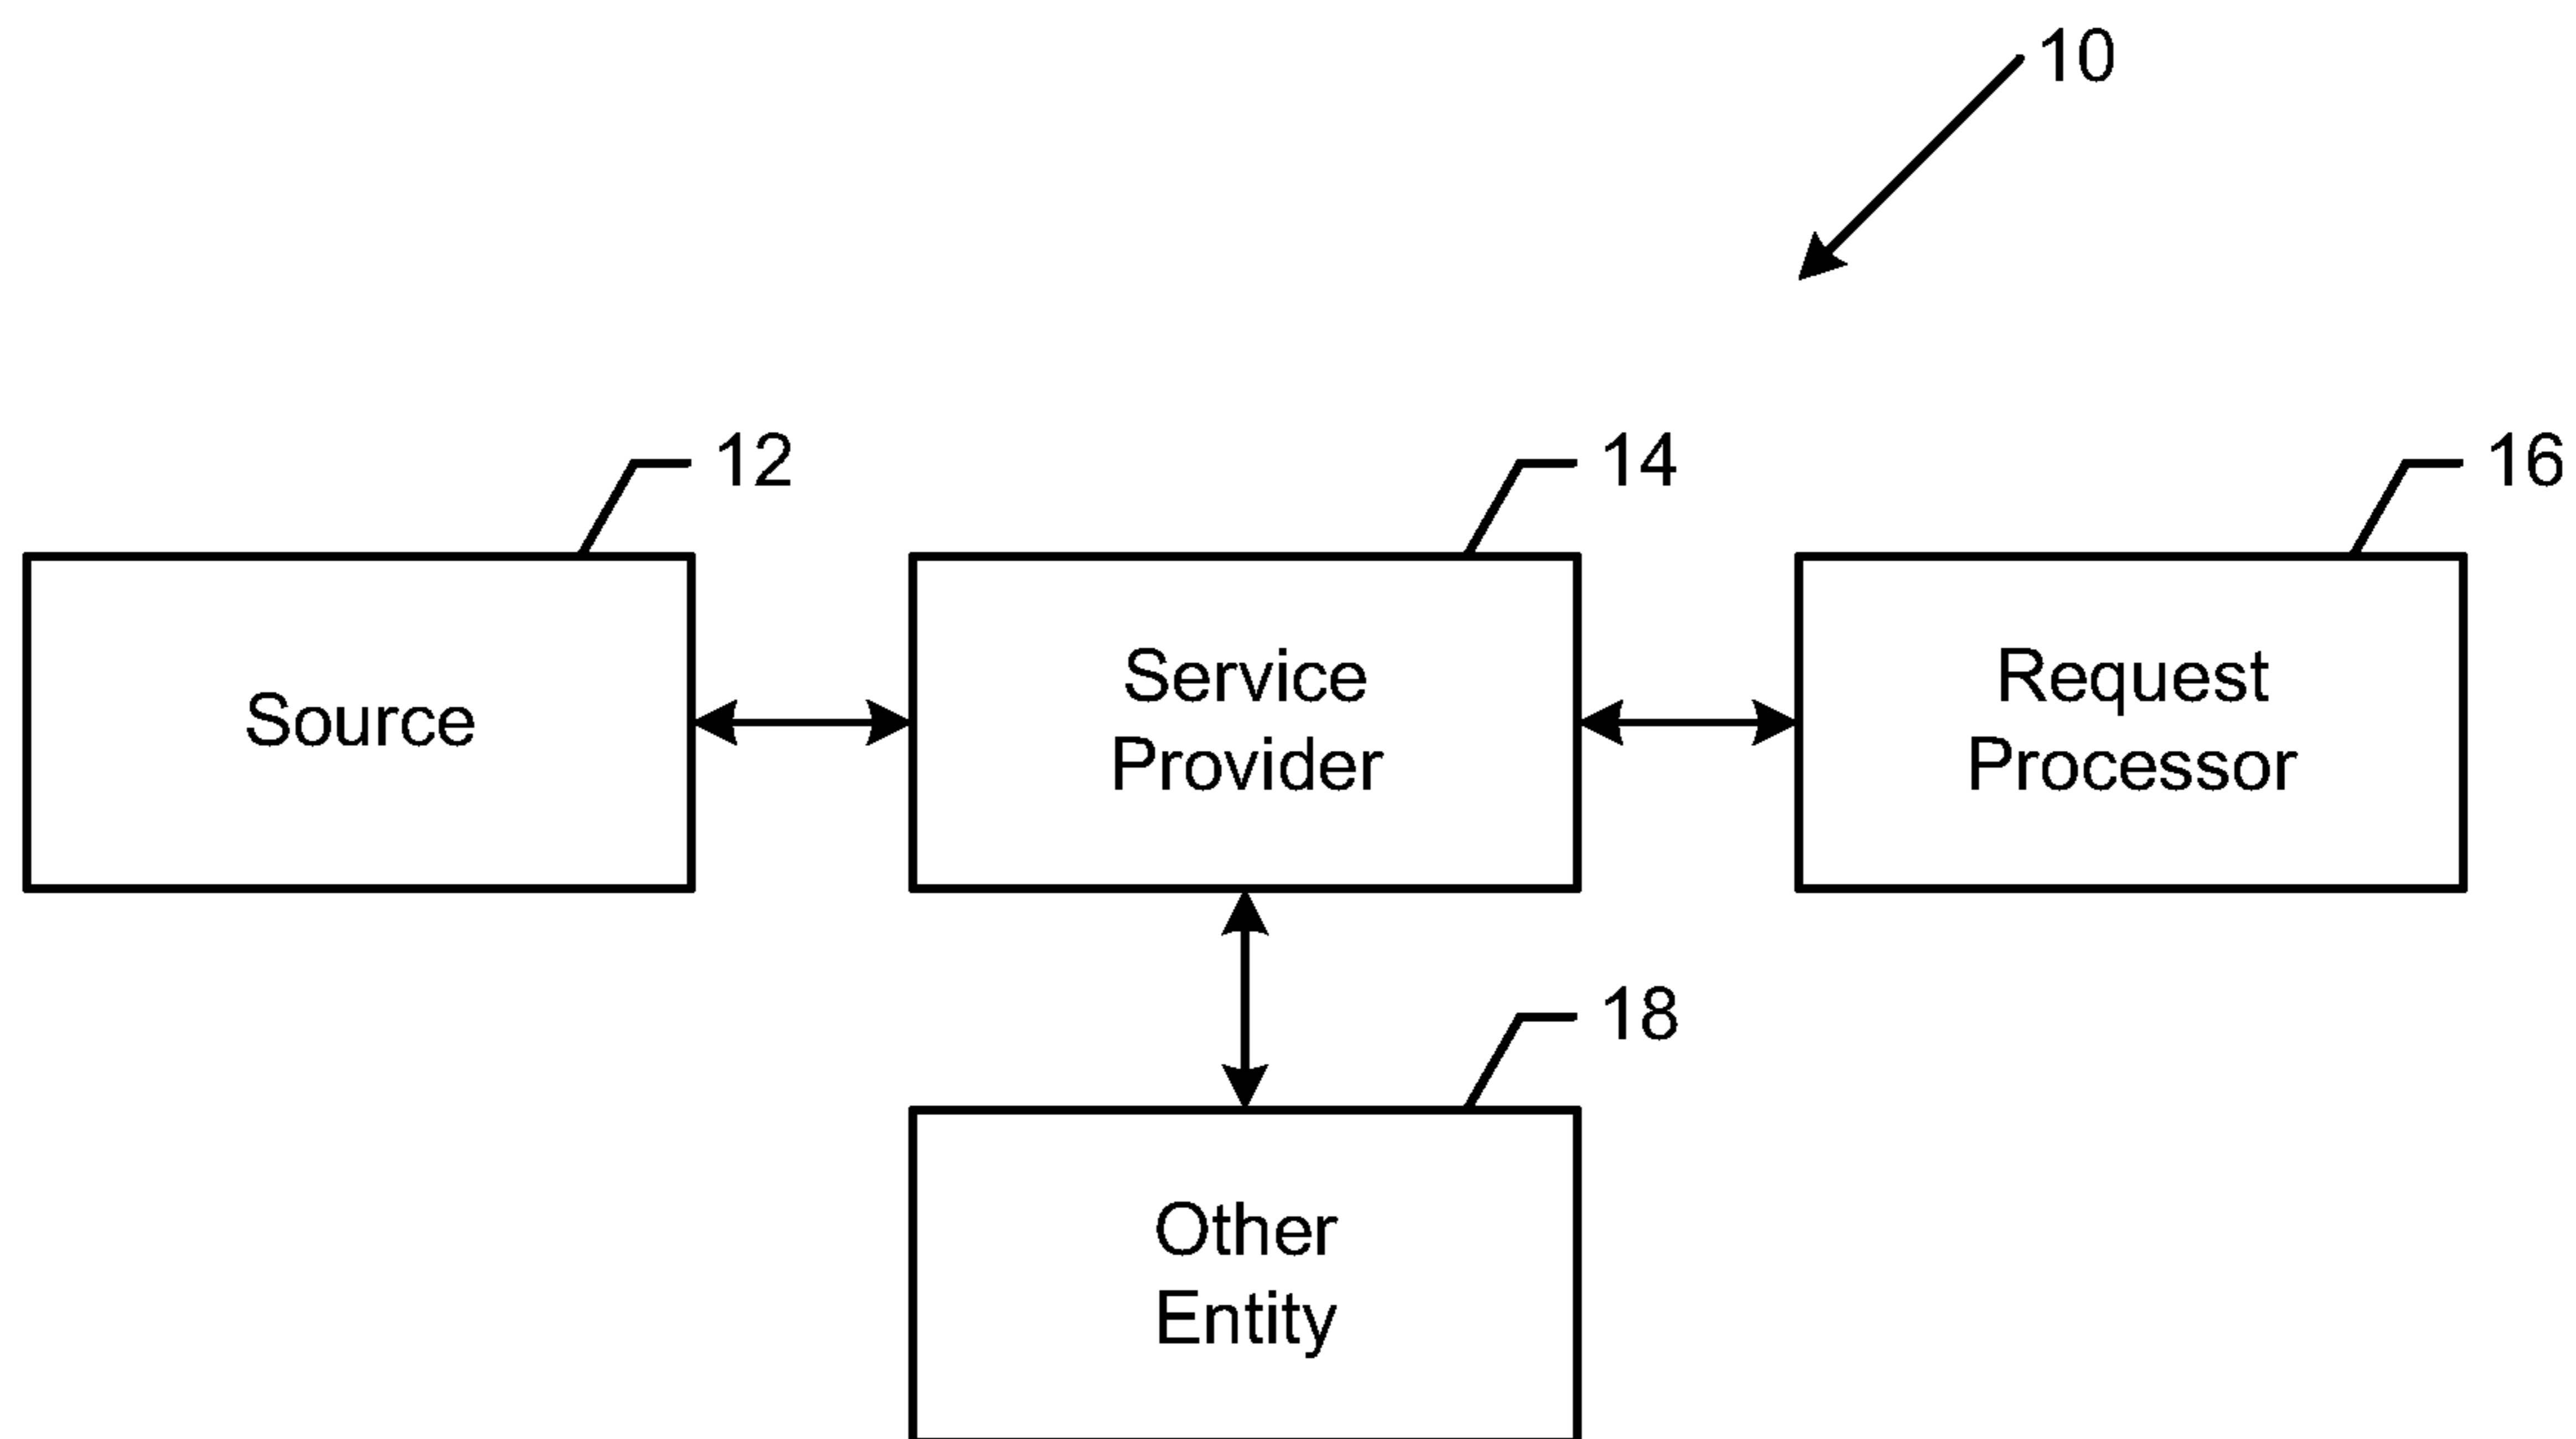 10
12
14
16
Source
Service
Provider
Request
Processor
18
Other
Entity